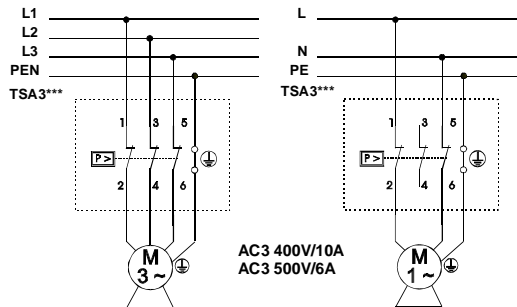 L1
L2
L3
PEN
TSA3***
1 3 5
P>
2 4 6
M
3 ~
L
N
PE
TSA3***
1 3 5
P>
2 4 6
M
1 ~
AC3 400V/10A
AC3 500V/6A